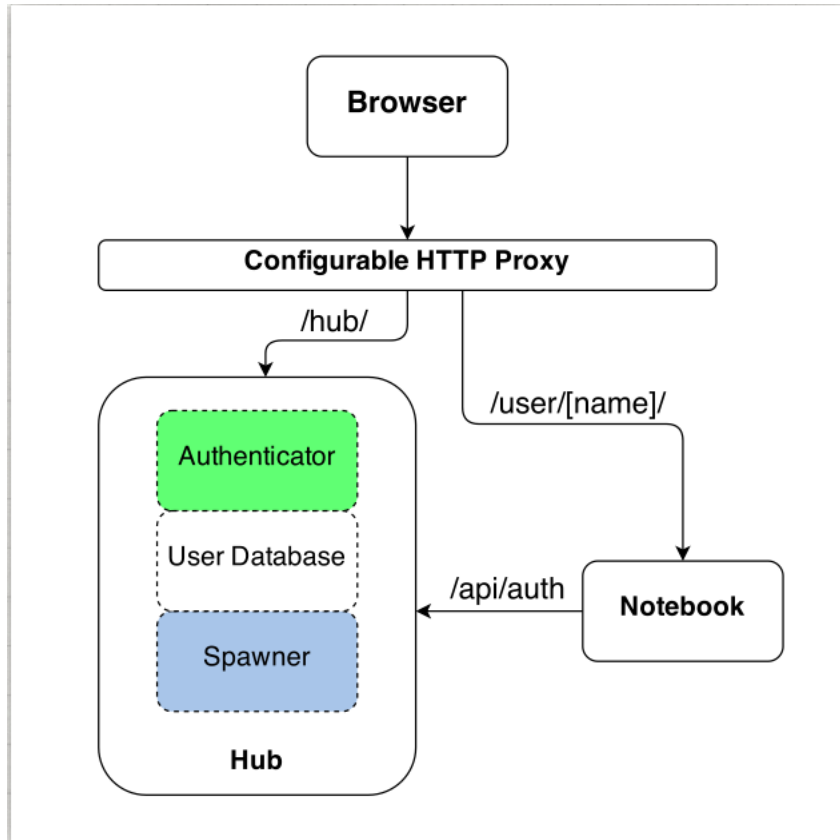 Browser
Configurable HTTP Proxy
/hub/
/user/[name]/
Authenticator
User Database
/api/auth
Notebook
Spawner
Hub